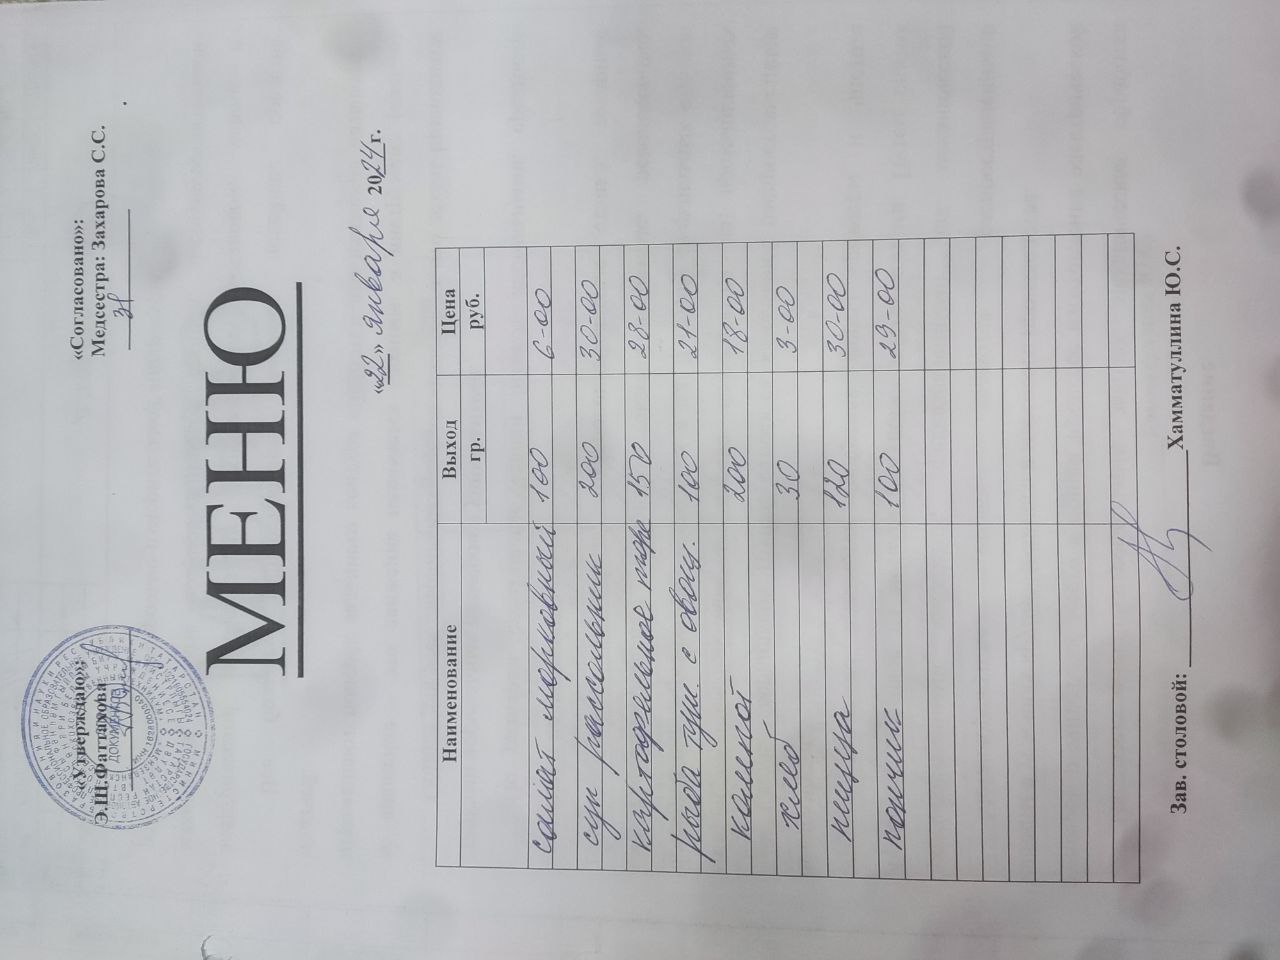 «Утверждаю»:
Э.Ш.Фаттахова
«Согласовано»:
Медсестра: Захарова С.С.
МЕНЮ
«22» января 2024 г.
Наименование Выход гр. Цена руб.
салат морковный 100 6-00
суп рассольник 200 30-00
картофельное пюре 150 28-00
рыба туш. с овощ. 100 21-00
компот 200 18-00
хлеб 30 3-00
пицца 120 30-00
пончик 100 29-00
Зав. столовой: Хамматуллина Ю.С.